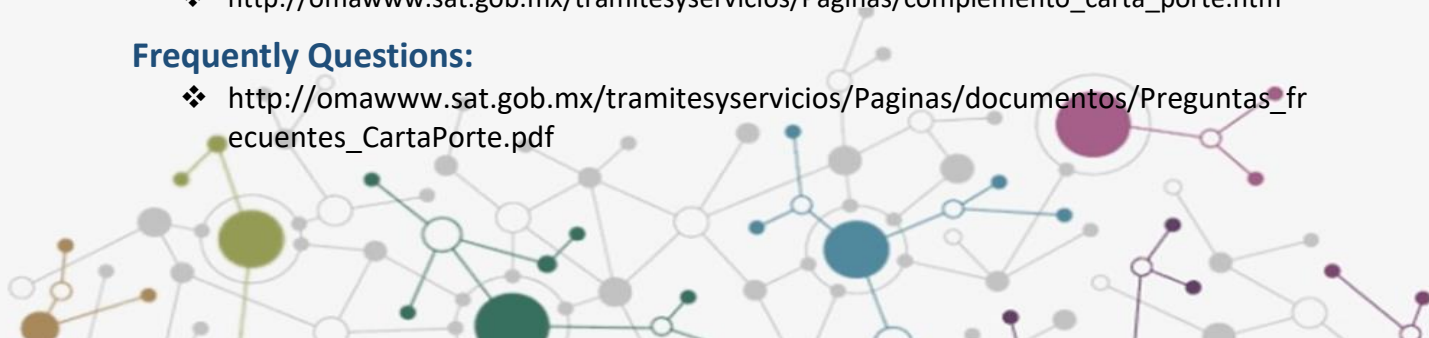 ❖ http://omawww.sat.gob.mx/tramitesyservicios/Paginas/complemento_carta_porte.htm
Frequently Questions:
❖ http://omawww.sat.gob.mx/tramitesyservicios/Paginas/documentos/Preguntas_fr
ecuentes_CartaPorte.pdf